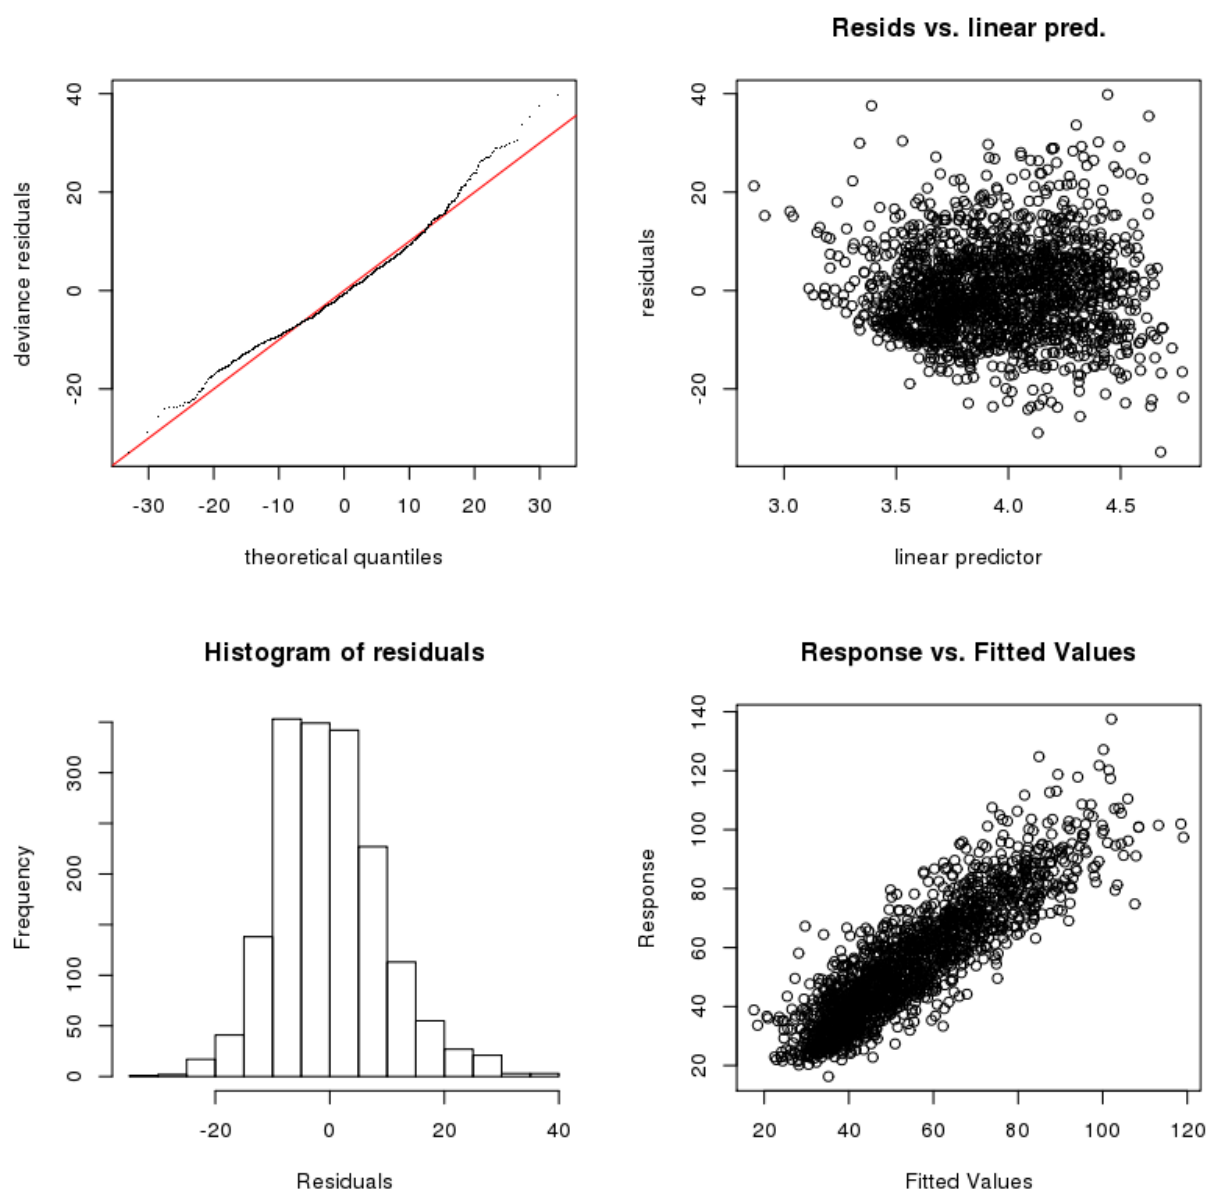 deviance residuals
40
20
0
-20
-30 -20 -10 0 10 20 30
theoretical quantiles
Resids vs. linear pred.
residuals
40
20
0
-20
3.0 3.5 4.0 4.5
linear predictor
Histogram of residuals
Frequency
300
200
100
50
0
-20 0 20 40
Residuals
Response vs. Fitted Values
Response
140
120
100
80
60
40
20
20 40 60 80 100 120
Fitted Values